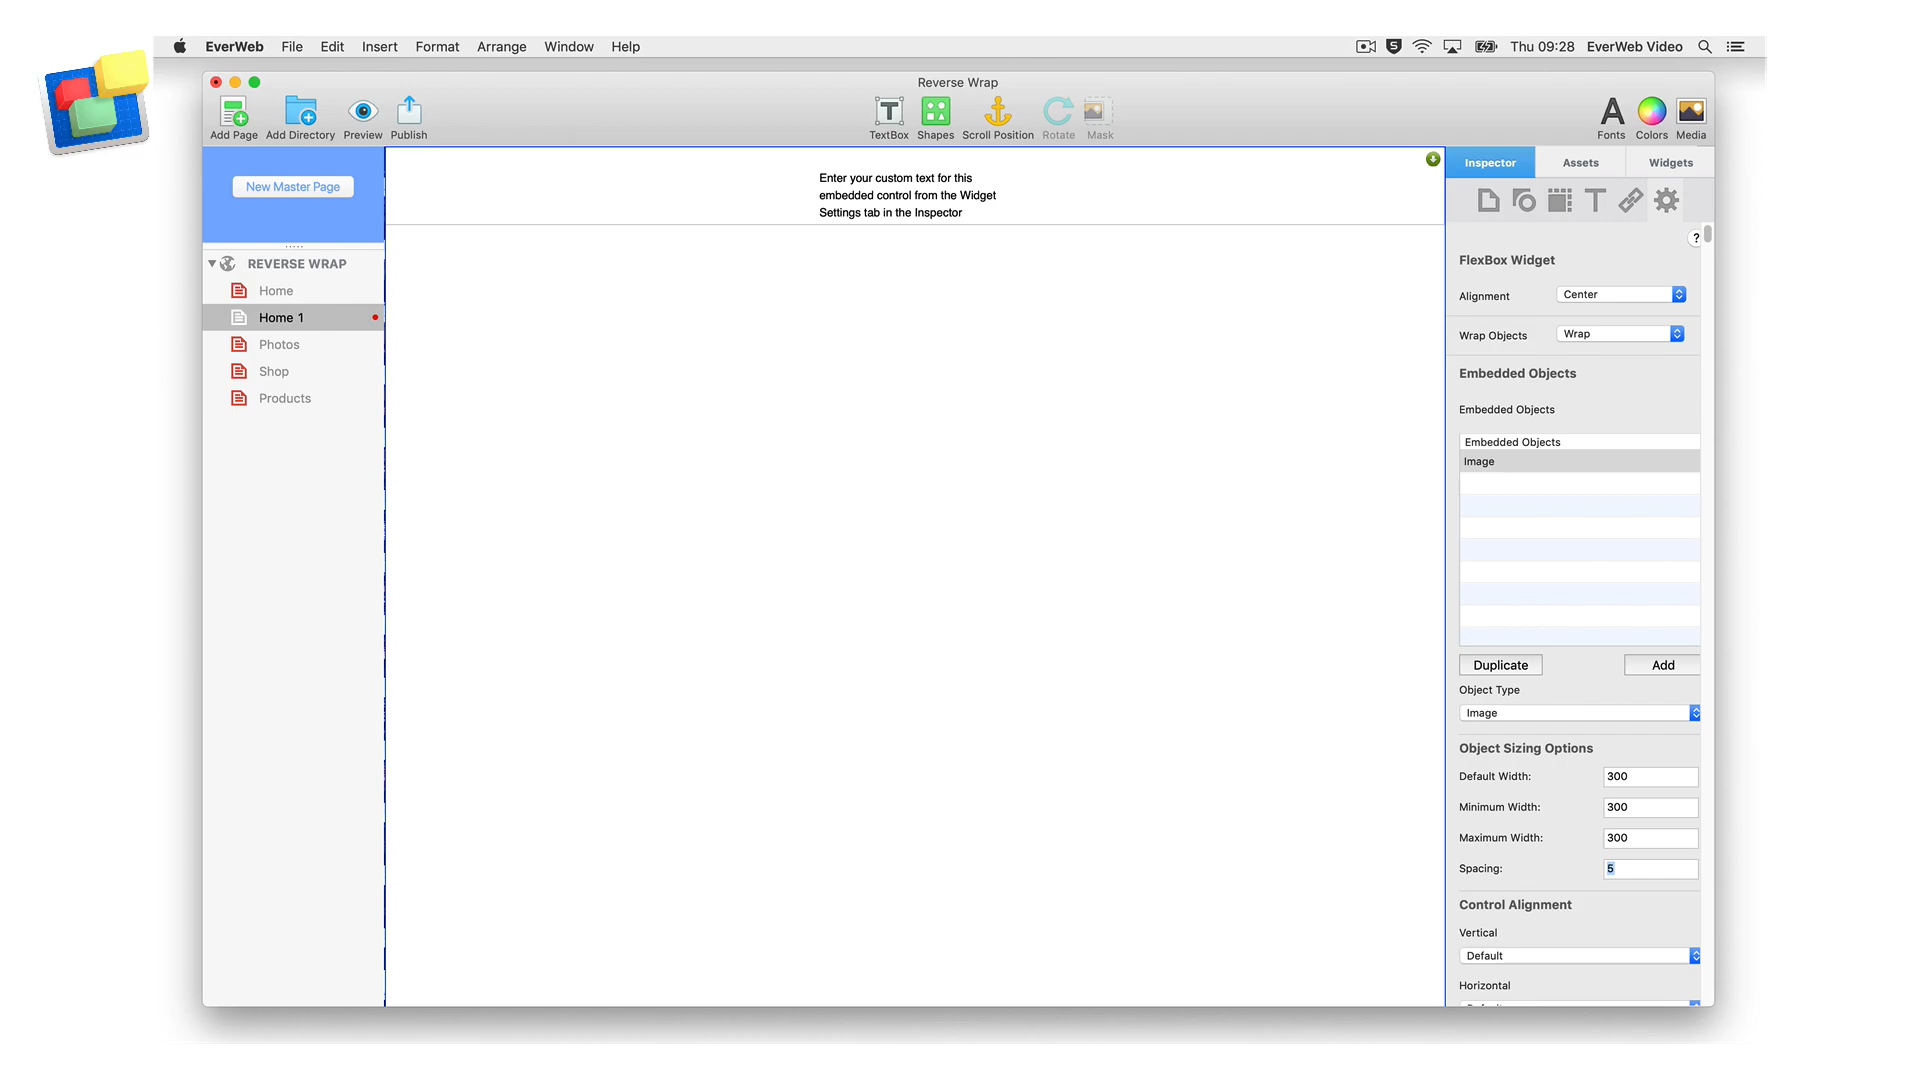 EverWeb File Edit Insert Format Arrange Window Help
Thu 09:28 EverWeb Video
Reverse Wrap
Add Page Add Directory Preview Publish
TextBox Shapes Scroll Position Rotate Mask
Fonts Colors Media
New Master Page
REVERSE WRAP
Home
Home 1
Photos
Shop
Products
Enter your custom text for this
embedded control from the Widget
Settings tab in the Inspector
Inspector Assets Widgets
?
FlexBox Widget
Alignment Center
Wrap Objects Wrap
Embedded Objects
Embedded Objects
Embedded Objects
Image
Duplicate Add
Object Type
Image
Object Sizing Options
Default Width: 300
Minimum Width: 300
Maximum Width: 300
Spacing: 5
Control Alignment
Vertical
Default
Horizontal